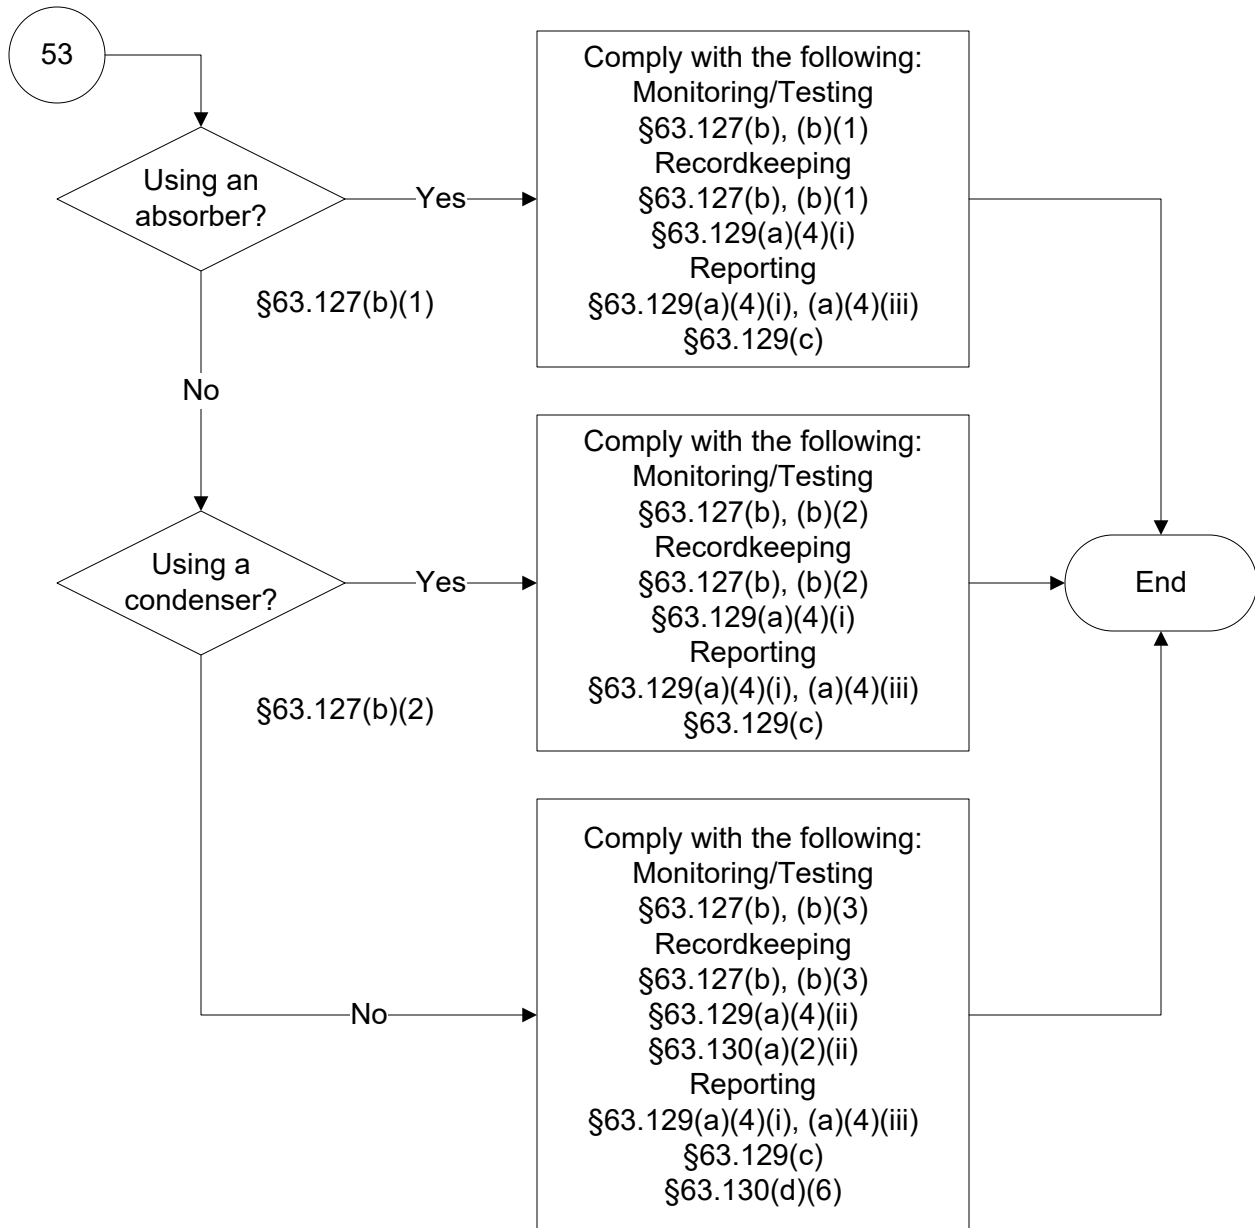 53
Using an
absorber?
Yes
§63.127(b)(1)
No
Comply with the following:
Monitoring/Testing
§63.127(b), (b)(1)
Recordkeeping
§63.127(b), (b)(1)
§63.129(a)(4)(i)
Reporting
§63.129(a)(4)(i), (a)(4)(iii)
§63.129(c)
Using a
condenser?
Yes
§63.127(b)(2)
No
Comply with the following:
Monitoring/Testing
§63.127(b), (b)(2)
Recordkeeping
§63.127(b), (b)(2)
§63.129(a)(4)(i)
Reporting
§63.129(a)(4)(i), (a)(4)(iii)
§63.129(c)
End
Comply with the following:
Monitoring/Testing
§63.127(b), (b)(3)
Recordkeeping
§63.127(b), (b)(3)
§63.129(a)(4)(ii)
§63.130(a)(2)(ii)
Reporting
§63.129(a)(4)(i), (a)(4)(iii)
§63.129(c)
§63.130(d)(6)